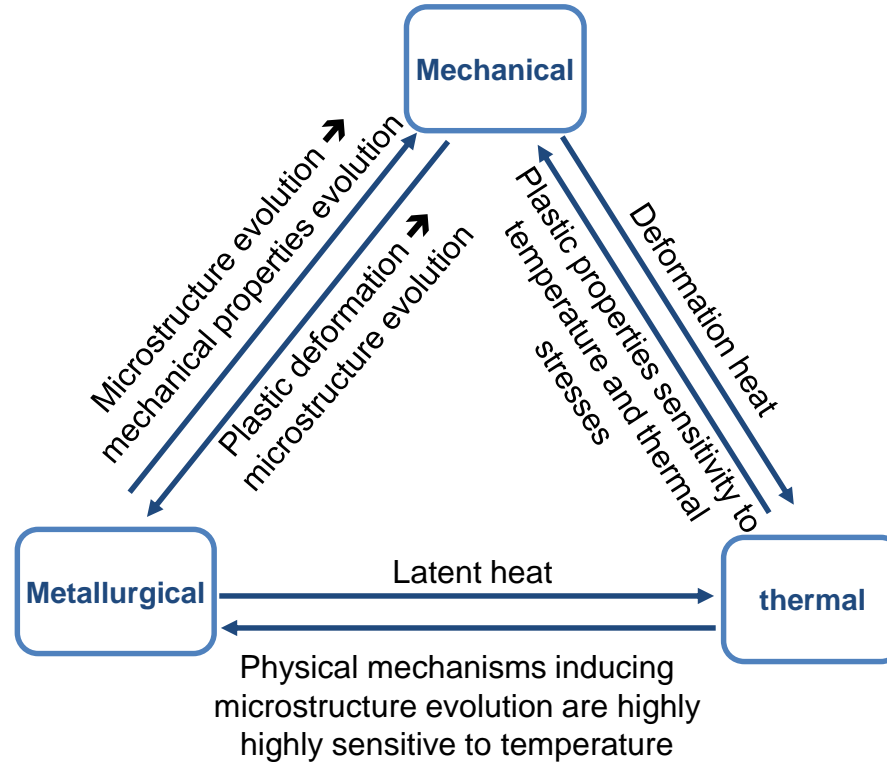 Mechanical
Microstructure evolution ➔
mechanical properties evolution
Plastic deformation ➔
microstructure evolution
Deformation heat
Plastic properties sensitivity to
temperature and thermal
stresses
Metallurgical
Latent heat
thermal
Physical mechanisms inducing
microstructure evolution are highly
highly sensitive to temperature